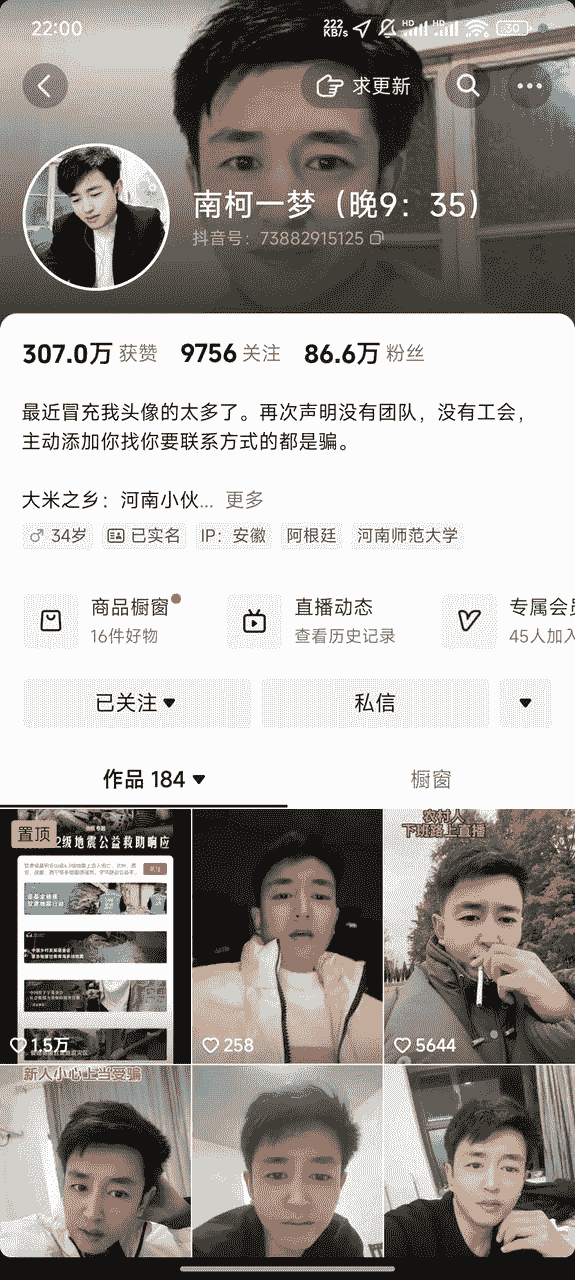 22:00
222 KB/s
HD HD
30
求更新
南柯一梦（晚9：35）
抖音号：73882915125
307.0万 获赞 9756 关注 86.6万 粉丝
最近冒充我头像的太多了。再次声明没有团队，没有工会，
主动添加你找你要联系方式的都是骗。
大米之乡：河南小伙... 更多
♂ 34岁 已实名 IP：安徽 阿根廷 河南师范大学
商品橱窗 直播动态 专属会员
16件好物 查看历史记录 45人加入
已关注 私信
作品 184 橱窗
置顶
2级地震公益救助响应
农村人
下班路上直播
1.5万 258 5644
新人小心上当受骗